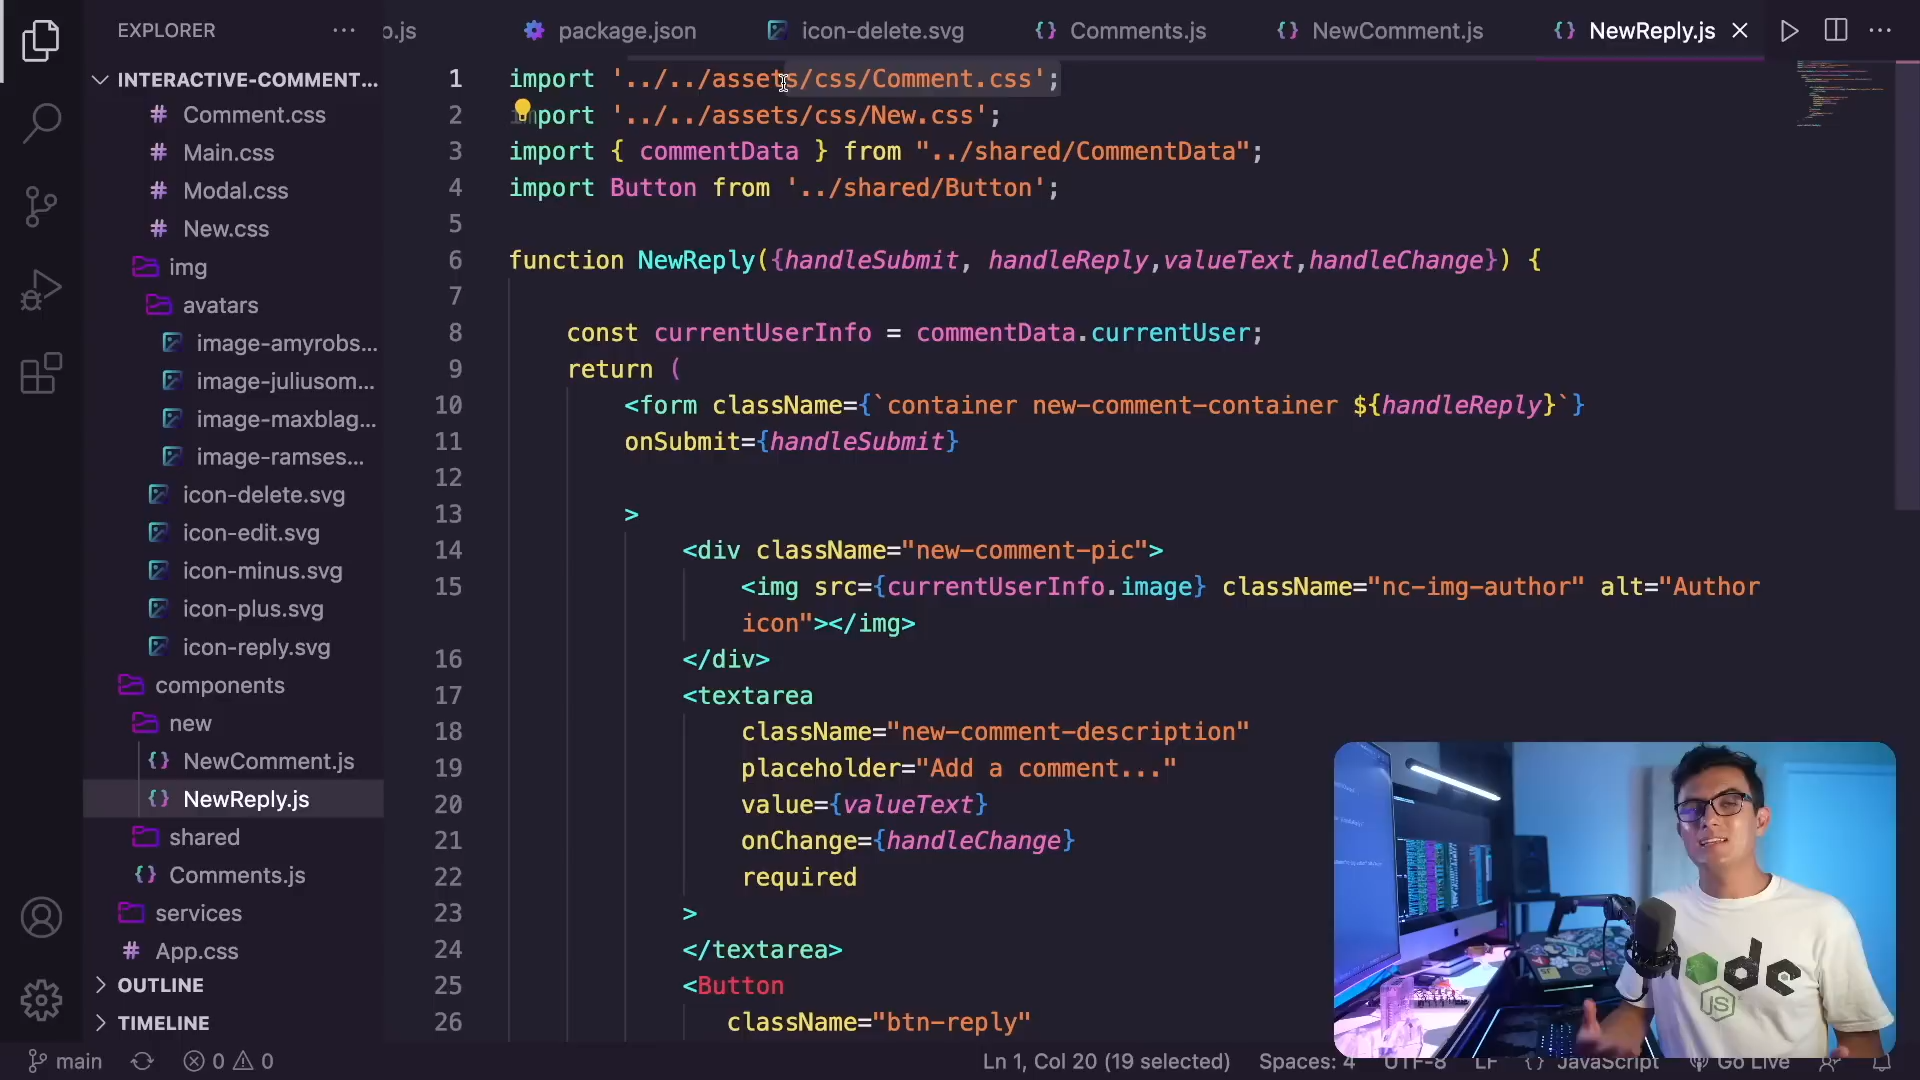 EXPLORER
INTERACTIVE-COMMENT...
Comment.css
Main.css
Modal.css
New.css
img
avatars
image-amyrobs...
image-juliusom...
image-maxblag...
image-ramses...
icon-delete.svg
icon-edit.svg
icon-minus.svg
icon-plus.svg
icon-reply.svg
components
new
NewComment.js
NewReply.js
shared
Comments.js
services
App.css
OUTLINE
TIMELINE
.js package.json icon-delete.svg Comments.js NewComment.js NewReply.js
1 import '../../assets/css/Comment.css';
2 import '../../assets/css/New.css';
3 import { commentData } from "../shared/CommentData";
4 import Button from '../shared/Button';
5
6 function NewReply({handleSubmit, handleReply,valueText,handleChange}) {
7
8 const currentUserInfo = commentData.currentUser;
9 return (
10 <form className={`container new-comment-container ${handleReply}`}
11 onSubmit={handleSubmit}
12
13 >
14 <div className="new-comment-pic">
15 <img src={currentUserInfo.image} className="nc-img-author" alt="Author
icon"></img>
16 </div>
17 <textarea
18 className="new-comment-description"
19 placeholder="Add a comment..."
20 value={valueText}
21 onChange={handleChange}
22 required
23 >
24 </textarea>
25 <Button
26 className="btn-reply"
node
JS
main 0 0 Ln 1, Col 20 (19 selected) Spaces: 4 UTF-8 LF {} JavaScript Go Live